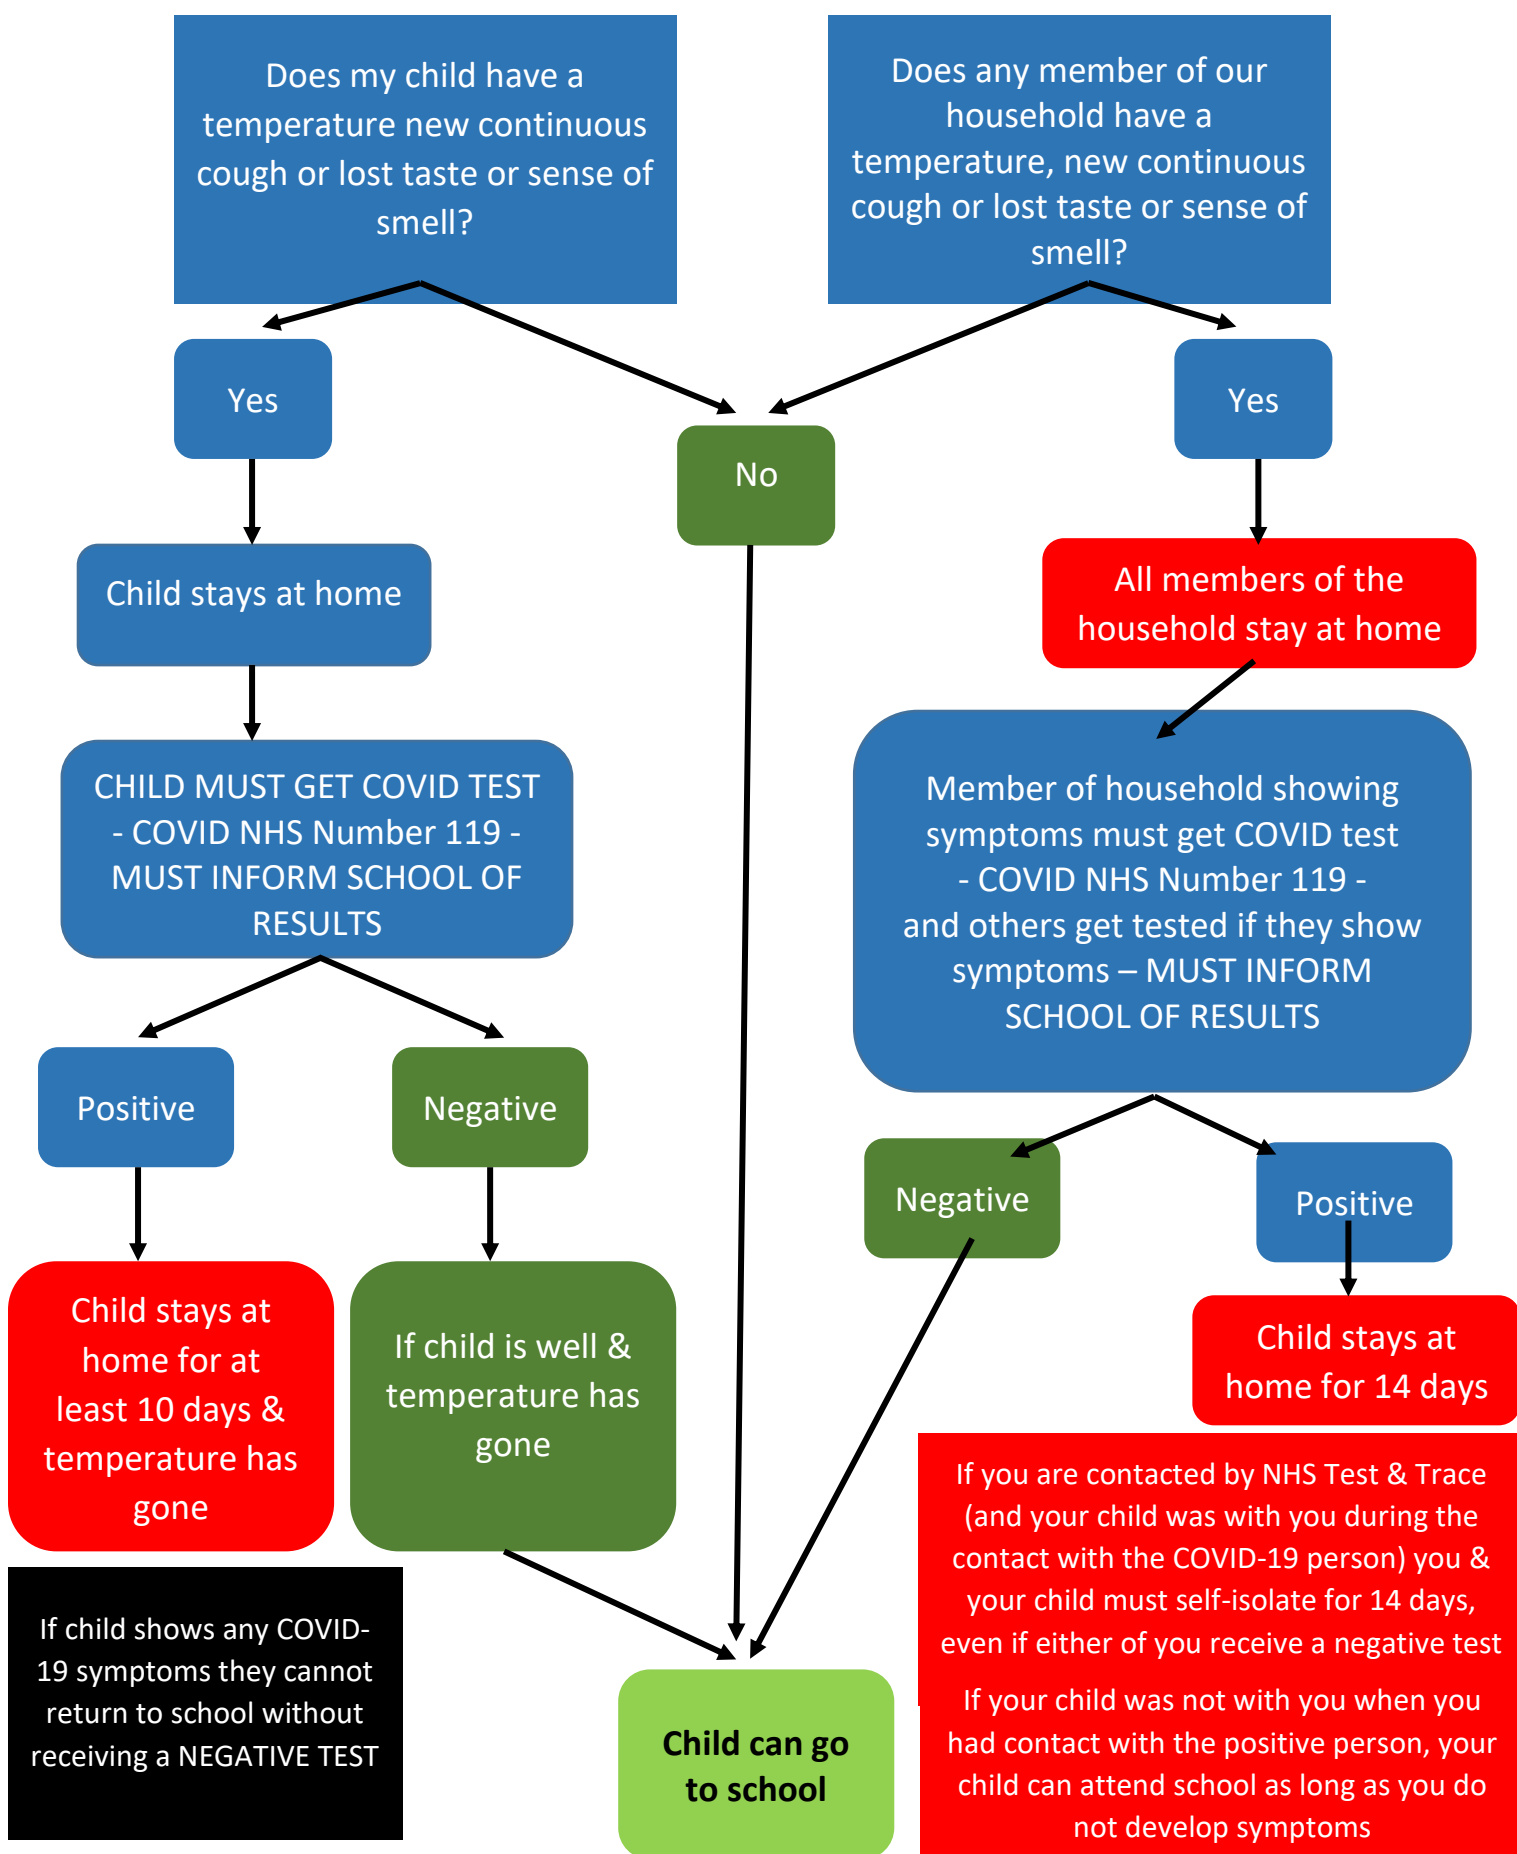 Does my child have a
temperature new continuous
cough or lost taste or sense of
smell?
Does any member of our
household have a
temperature, new continuous
cough or lost taste or sense of
smell?
Yes
No
Yes
Child stays at home
All members of the
household stay at home
CHILD MUST GET COVID TEST
- COVID NHS Number 119 -
MUST INFORM SCHOOL OF
RESULTS
Member of household showing
symptoms must get COVID test
- COVID NHS Number 119 -
and others get tested if they show
symptoms – MUST INFORM
SCHOOL OF RESULTS
Positive
Negative
Negative
Positive
Child stays at
home for at
least 10 days &
temperature has
gone
If child is well &
temperature has
gone
Child stays at
home for 14 days
If you are contacted by NHS Test & Trace
(and your child was with you during the
contact with the COVID-19 person) you &
your child must self-isolate for 14 days,
even if either of you receive a negative test
If your child was not with you when you
had contact with the positive person, your
child can attend school as long as you do
not develop symptoms
If child shows any COVID-
19 symptoms they cannot
return to school without
receiving a NEGATIVE TEST
Child can go
to school